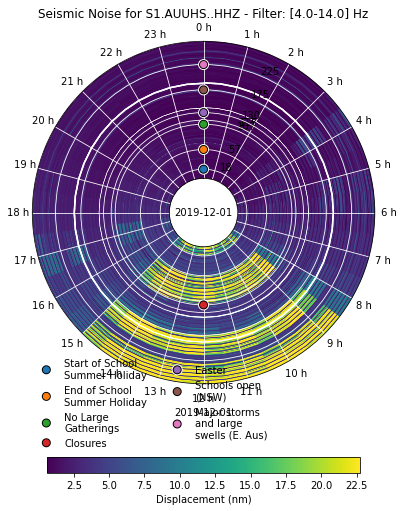 Seismic Noise for S1.AUUHS..HHZ - Filter: [4.0-14.0] Hz
0 h
23 h
1 h
22 h
2 h
21 h
3 h
225
20 h
4 h
19 h
5 h
18 h
2019-12-01
6 h
17 h
7 h
16 h
8 h
15 h
9 h
14 h
10 h
13 h
11 h
12 h
2019-12-01
Start of School
Summer Holiday
End of School
Summer Holiday
No Large
Gatherings
Closures
Easter
Schools open
(NSW)
Major storms
and large
swells (E. Aus)
2.5 5.0 7.5 10.0 12.5 15.0 17.5 20.0 22.5
Displacement (nm)